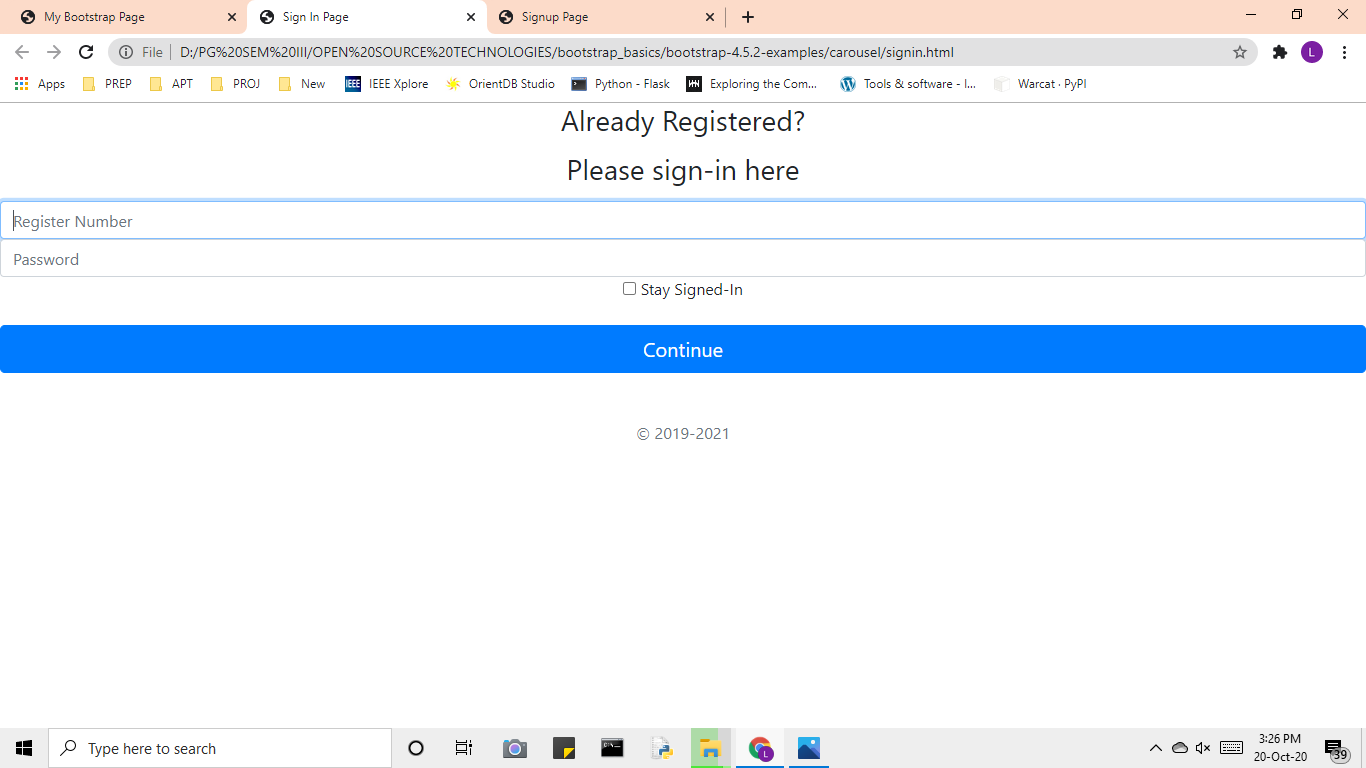 My Bootstrap Page
Sign In Page
Signup Page
File
D:/PG%20SEM%20III/OPEN%20SOURCE%20TECHNOLOGIES/bootstrap_basics/bootstrap-4.5.2-examples/carousel/signin.html
L
Apps
PREP
APT
PROJ
New
IEEE
IEEE Xplore
OrientDB Studio
Python - Flask
Exploring the Com...
Tools & software - I...
Warcat · PyPI
Already Registered?
Please sign-in here
Register Number
Password
Stay Signed-In
Continue
© 2019-2021
Type here to search
L
3:26 PM
20-Oct-20
39